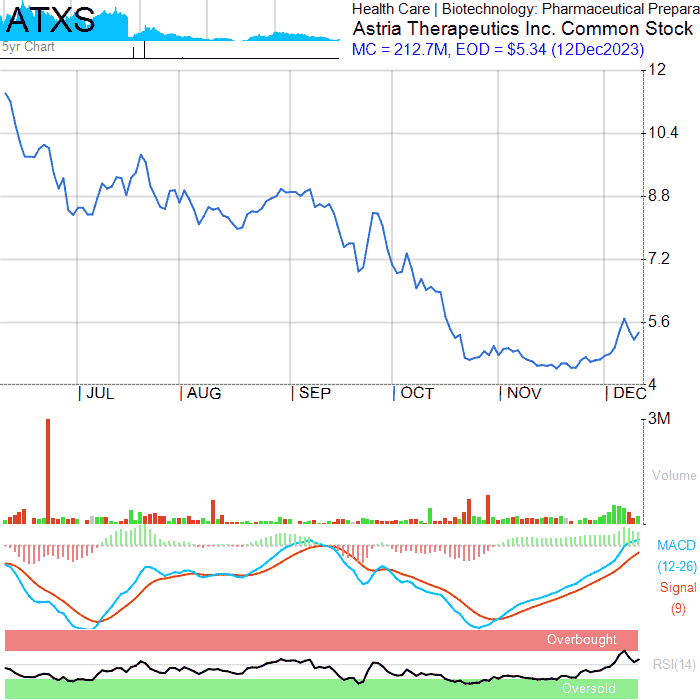 ATXS
5yr Chart
Health Care | Biotechnology: Pharmaceutical Prepara
Astria Therapeutics Inc. Common Stock
MC = 212.7M, EOD = $5.34 (12Dec2023)
12
10.4
8.8
7.2
5.6
4
JUL
AUG
SEP
OCT
NOV
DEC
3M
Volume
MACD
(12-26)
Signal
(9)
Overbought
RSI(14)
Oversold